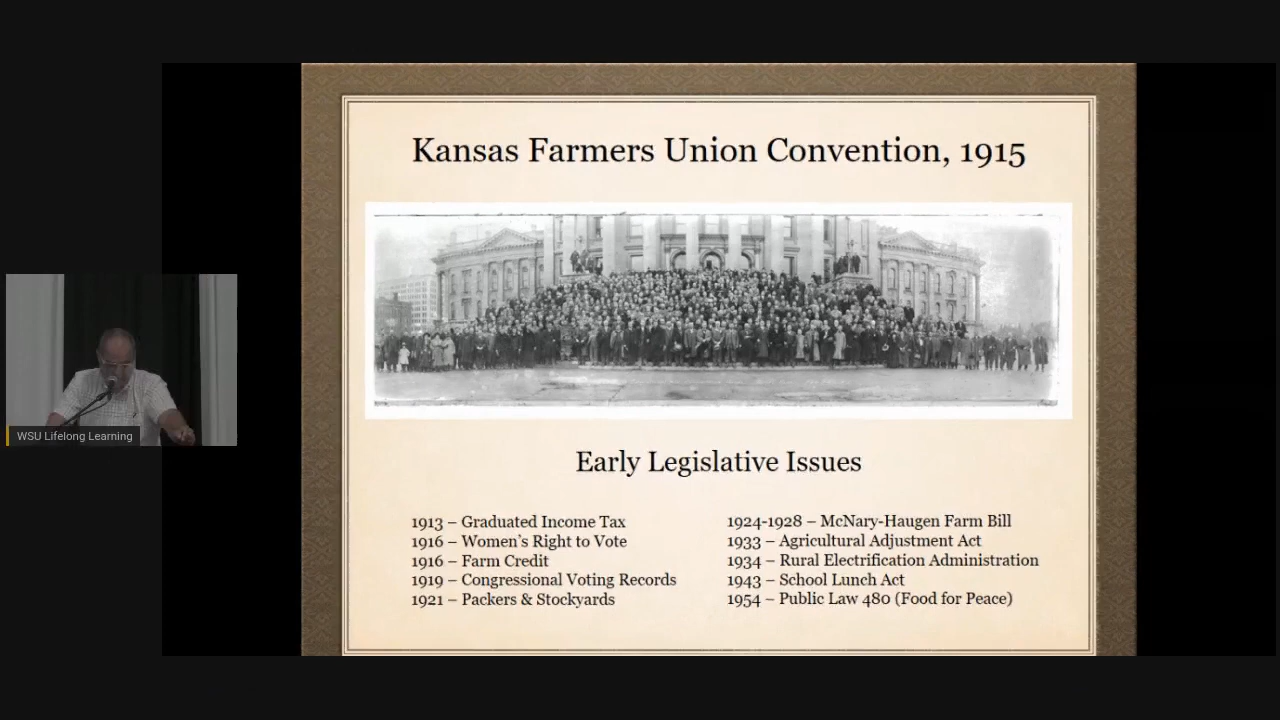 Kansas Farmers Union Convention, 1915
WSU Lifelong Learning
Early Legislative Issues
1913 – Graduated Income Tax
1916 – Women’s Right to Vote
1916 – Farm Credit
1919 – Congressional Voting Records
1921 – Packers & Stockyards
1924-1928 – McNary-Haugen Farm Bill
1933 – Agricultural Adjustment Act
1934 – Rural Electrification Administration
1943 – School Lunch Act
1954 – Public Law 480 (Food for Peace)